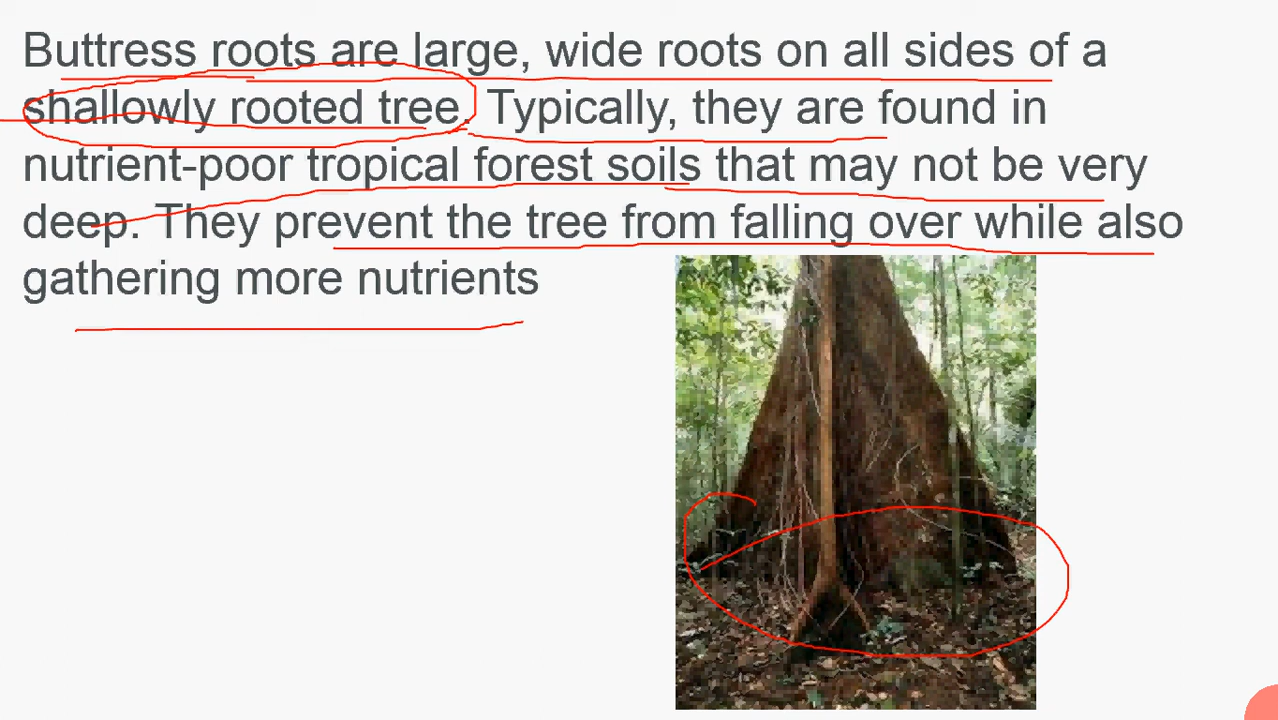 Buttress roots are large, wide roots on all sides of a
shallowly rooted tree. Typically, they are found in
nutrient-poor tropical forest soils that may not be very
deep. They prevent the tree from falling over while also
gathering more nutrients